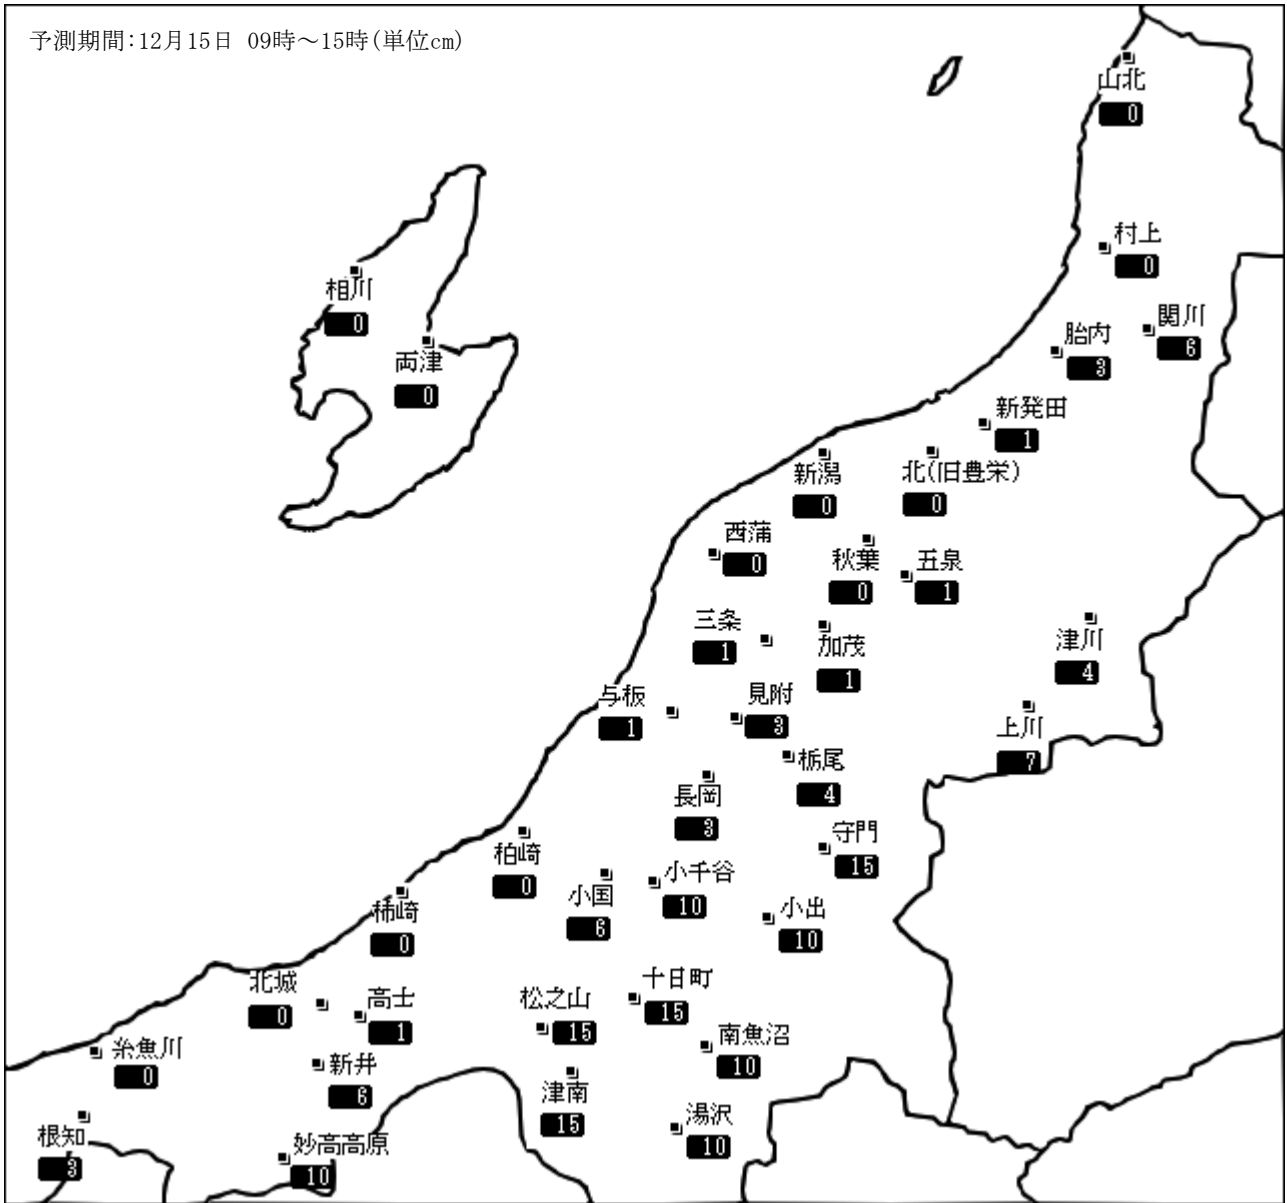 予測期間:12月15日 09時～15時(単位cm)
山北
0
村上
0
相川
0
関川
6
胎内
3
両津
0
新発田
1
新潟
0
北(旧豊栄)
0
西蒲
0
秋葉
0
五泉
1
三条
1
加茂
1
津川
4
与板
1
見附
3
上川
7
栃尾
4
長岡
3
守門
15
柏崎
0
小国
6
小千谷
10
小出
10
柿崎
0
北城
0
高士
1
松之山
15
十日町
15
南魚沼
10
糸魚川
0
新井
6
津南
15
湯沢
10
根知
3
妙高高原
10